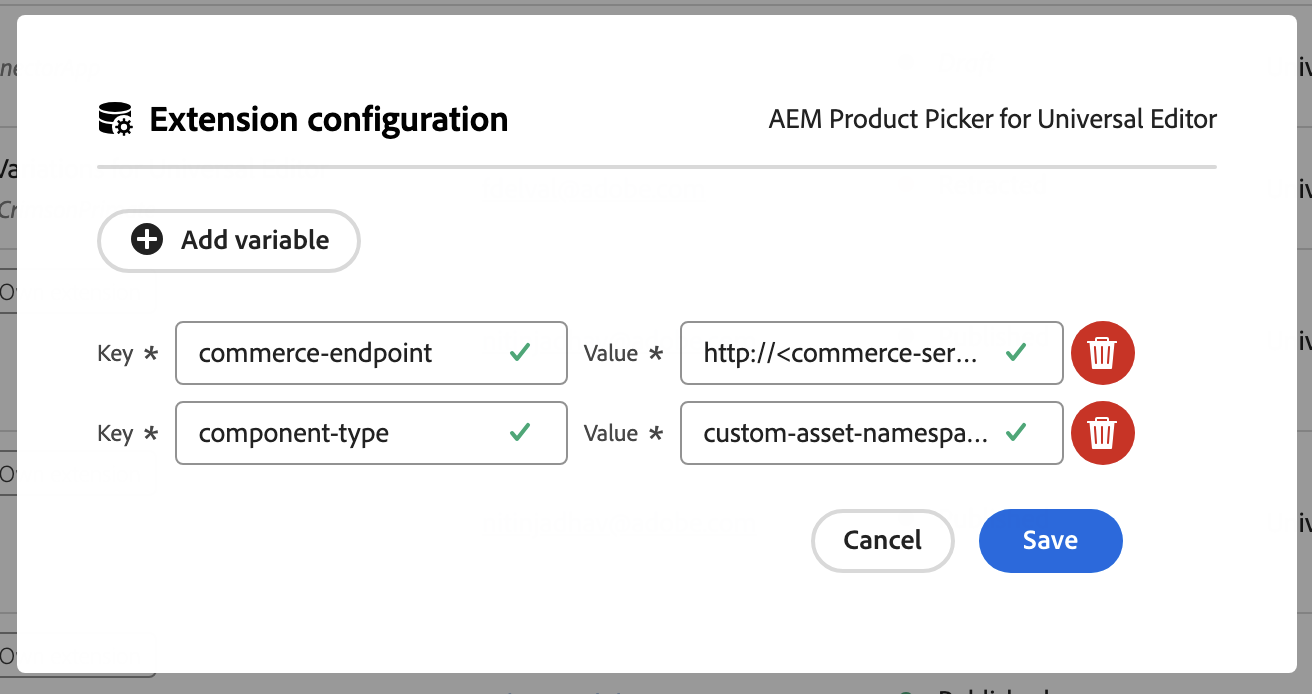 Extension configuration
AEM Product Picker for Universal Editor
Add variable
Key * commerce-endpoint Value * http://<commerce-ser...
Key * component-type Value * custom-asset-namespa...
Cancel Save